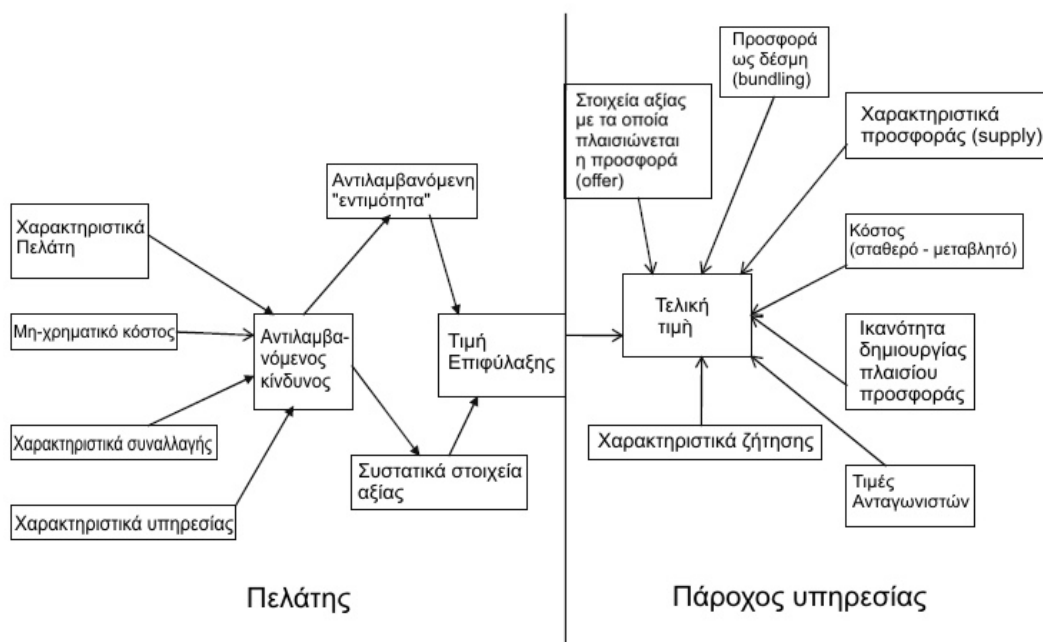 Προσφορά
ως δέσμη
(bundling)
Στοιχεία αξίας
με τα οποία
πλαισιώνεται
η προσφορά
(offer)
Χαρακτηριστικά
προσφοράς (supply)
Αντιλαμβανόμενη
"εντιμότητα"
Χαρακτηριστικά
Πελάτη
Κόστος
(σταθερό - μεταβλητό)
Τελική
τιμὴ
Μη-χρηματικό κόστος
Αντιλαμβα-
νόμενος
κίνδυνος
Τιμή
Επιφύλαξης
Ικανότητα
δημιουργίας
πλαισίου
προσφοράς
Χαρακτηριστικά συναλλαγής
Χαρακτηριστικά ζήτησης
Συστατικά στοιχεία
αξίας
Τιμές
Ανταγωνιστών
Χαρακτηριστικά υπηρεσίας
Πελάτης
Πάροχος υπηρεσίας